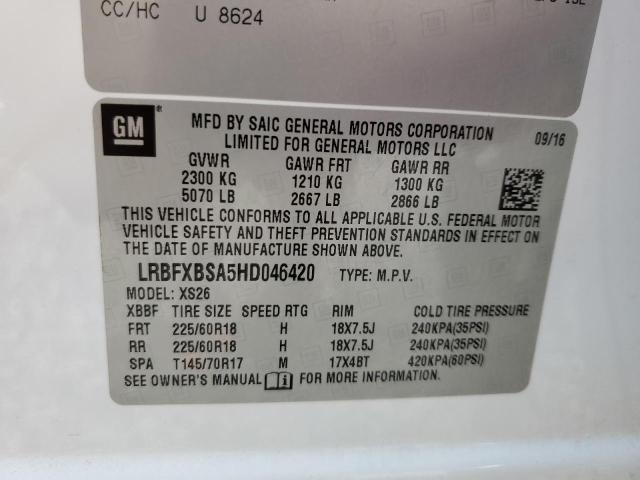 CC/HC U 8624
GM
MFD BY SAIC GENERAL MOTORS CORPORATION
LIMITED FOR GENERAL MOTORS LLC
09/16
GVWR GAWR FRT GAWR RR
2300 KG 1210 KG 1300 KG
5070 LB 2667 LB 2866 LB
THIS VEHICLE CONFORMS TO ALL APPLICABLE U.S. FEDERAL MOTOR
VEHICLE SAFETY AND THEFT PREVENTION STANDARDS IN EFFECT ON
THE DATE OF MANUFACTURE SHOWN ABOVE.
LRBFXBSA5HD046420 TYPE: M.P.V.
MODEL: XS26
XBBF TIRE SIZE SPEED RTG RIM COLD TIRE PRESSURE
FRT 225/60R18 H 18X7.5J 240KPA(35PSI)
RR 225/60R18 H 18X7.5J 240KPA(35PSI)
SPA T145/70R17 M 17X4BT 420KPA(60PSI)
SEE OWNER'S MANUAL FOR MORE INFORMATION.